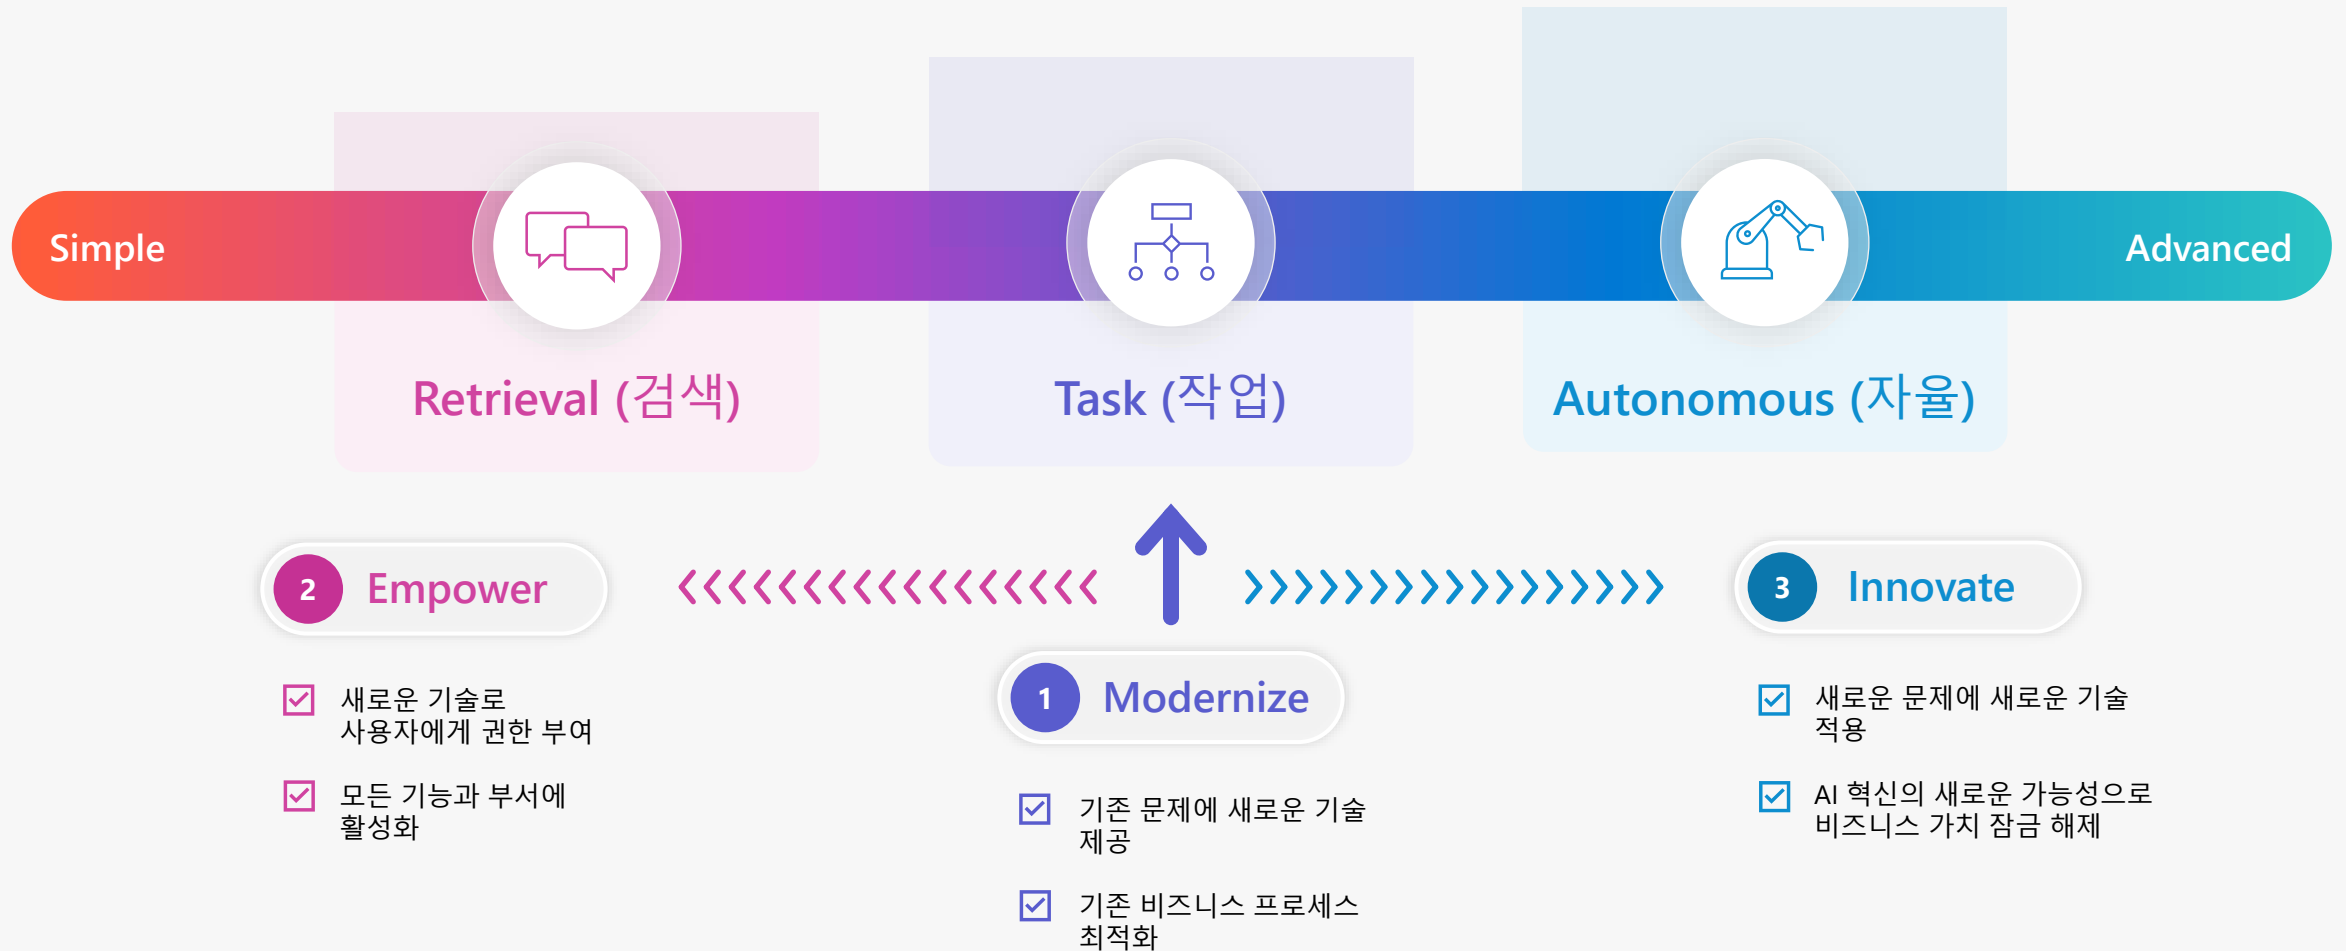 Simple
Advanced
Retrieval (검색)
Task (작업)
Autonomous (자율)
2 Empower
새로운 기술로
사용자에게 권한 부여
모든 기능과 부서에
활성화
1 Modernize
기존 문제에 새로운 기술
제공
기존 비즈니스 프로세스
최적화
3 Innovate
새로운 문제에 새로운 기술
적용
AI 혁신의 새로운 가능성으로
비즈니스 가치 잠금 해제